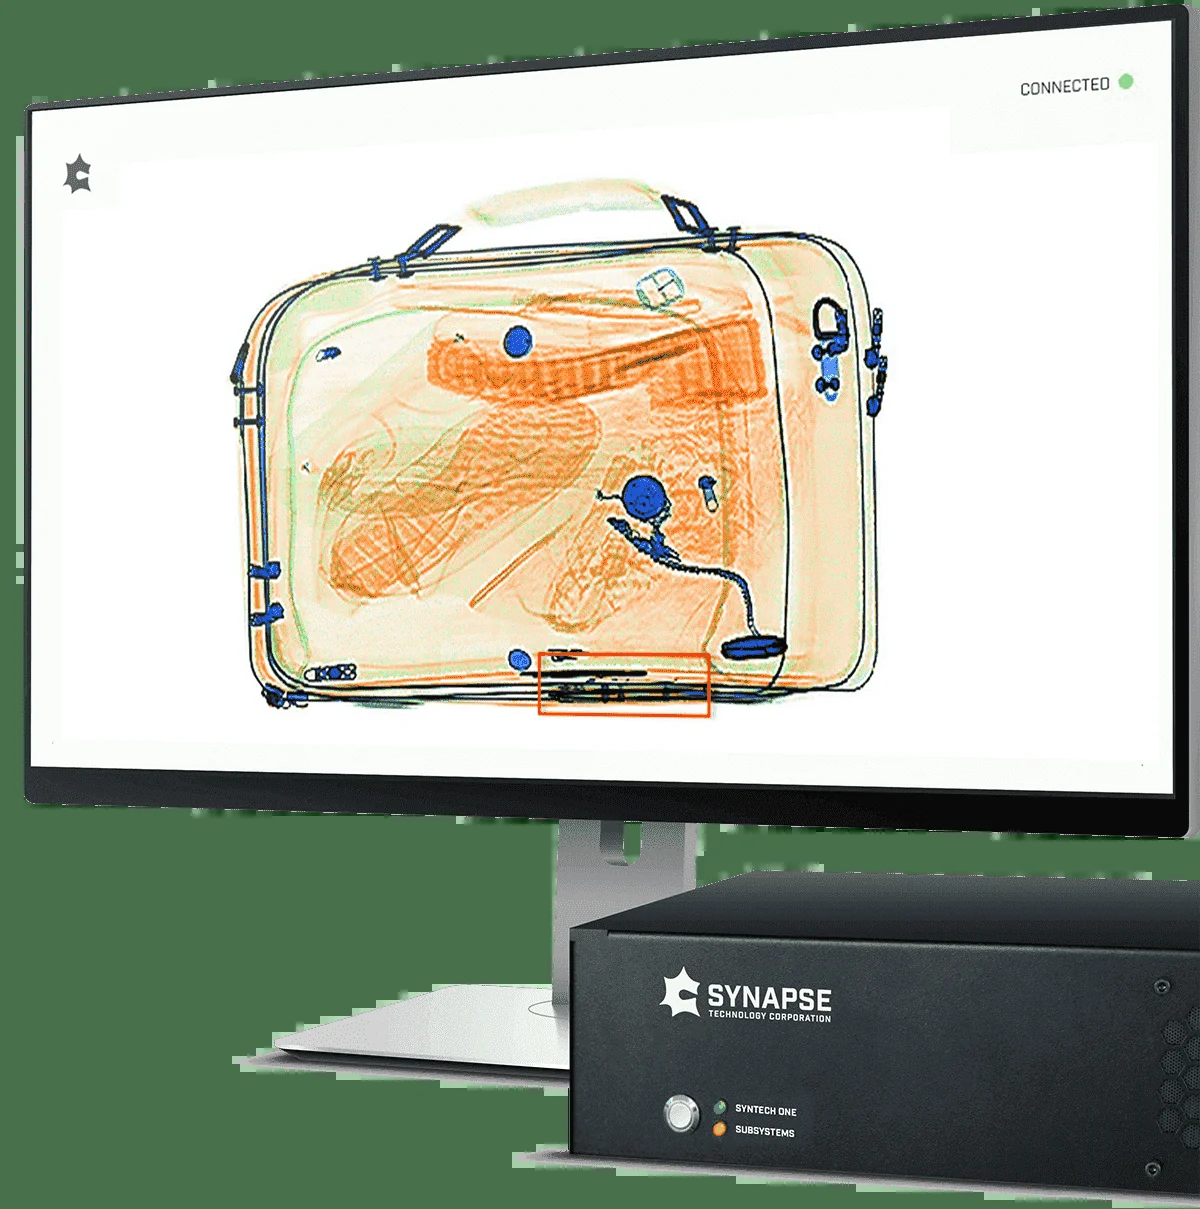 CONNECTED
SYNAPSE
TECHNOLOGY CORPORATION
SYNTECH ONE
SUBSYSTEMS